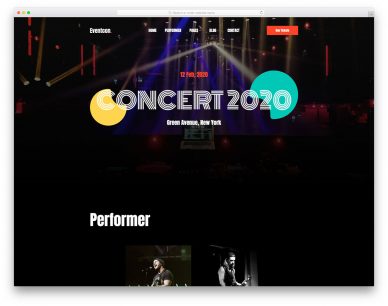 Eventcon
HOME PERFORMER PAGES BLOG CONTACT
Buy Tickets
12 Feb, 2020
CONCERT 2020
Green Avenue, New York
Performer